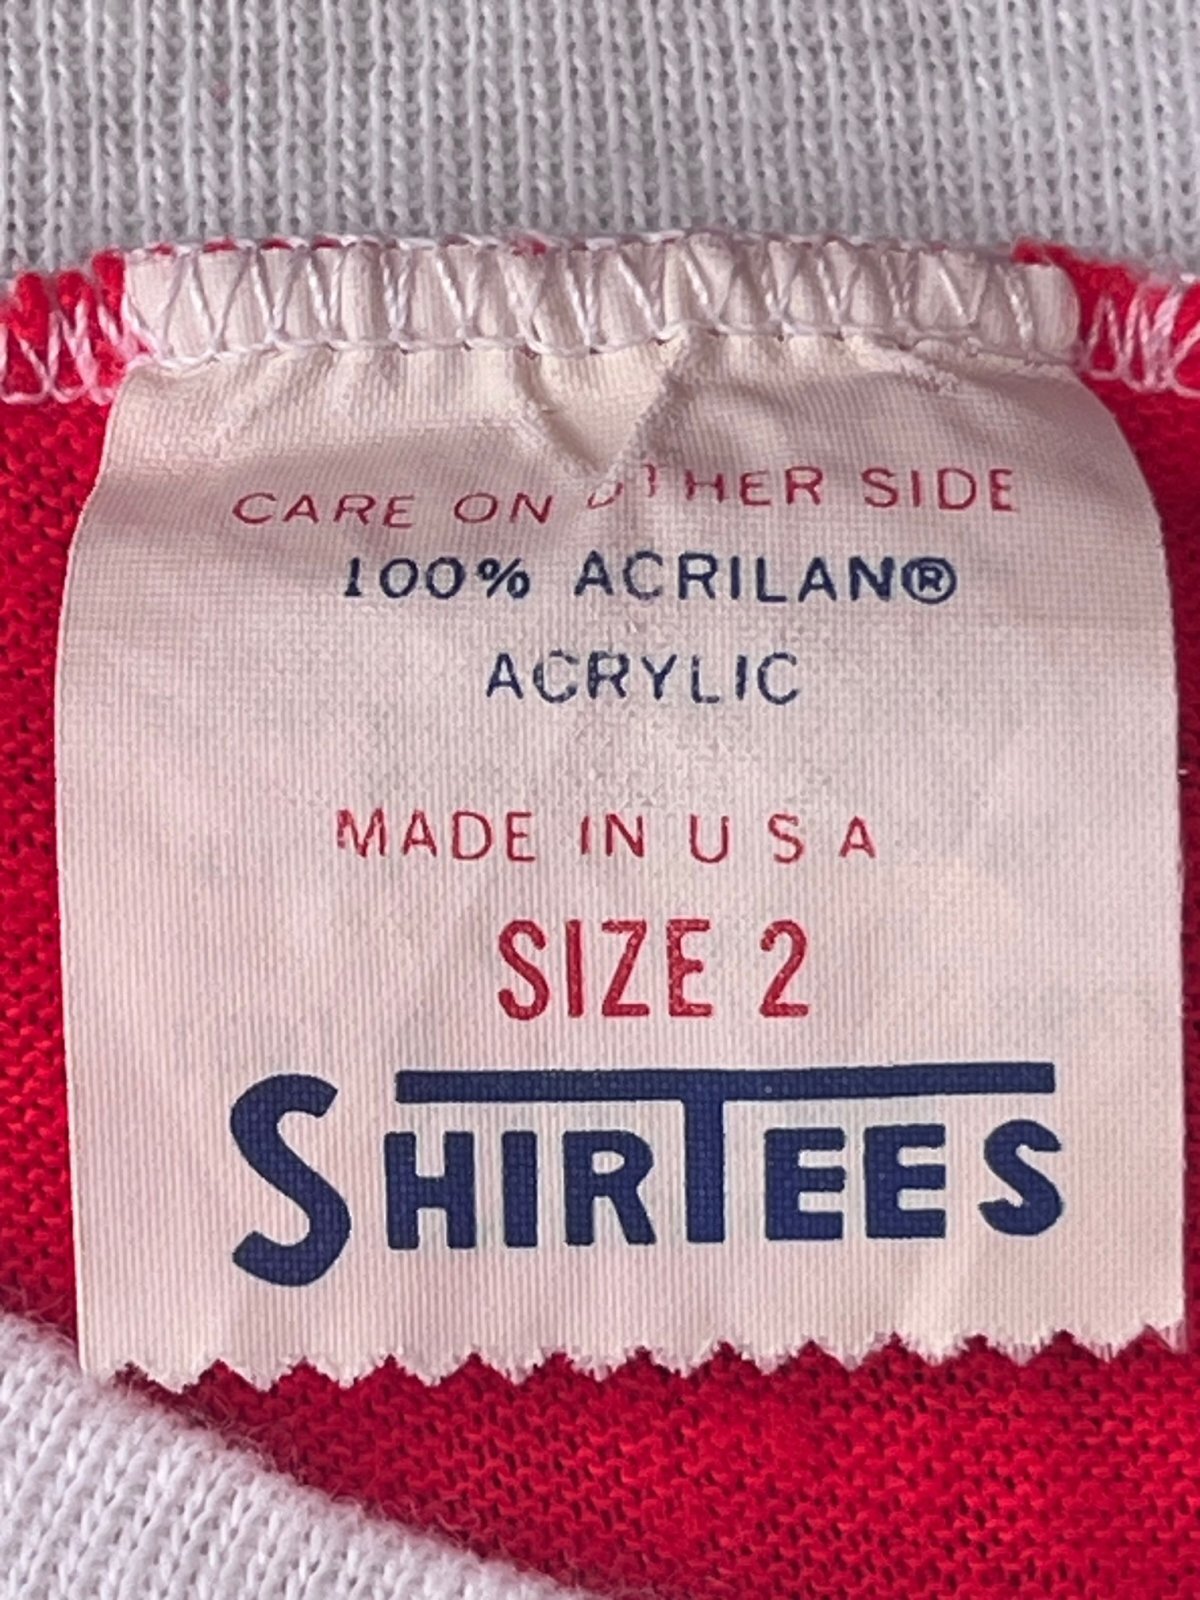 CARE ON OTHER SIDE
100% ACRILAN®
ACRYLIC
MADE IN U S A
SIZE 2
SHIRTEES